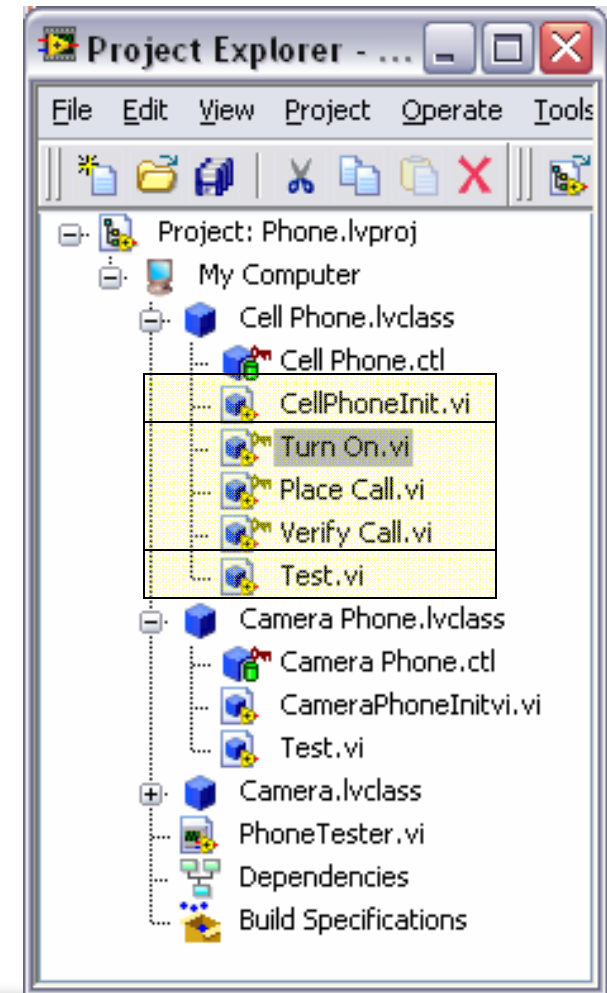 Project Explorer - ...
File Edit View Project Operate Tools
Project: Phone.lvproj
My Computer
Cell Phone.lvclass
Cell Phone.ctl
CellPhoneInit.vi
Turn On.vi
Place Call.vi
Verify Call.vi
Test.vi
Camera Phone.lvclass
Camera Phone.ctl
CameraPhoneInitvi.vi
Test.vi
Camera.lvclass
PhoneTester.vi
Dependencies
Build Specifications